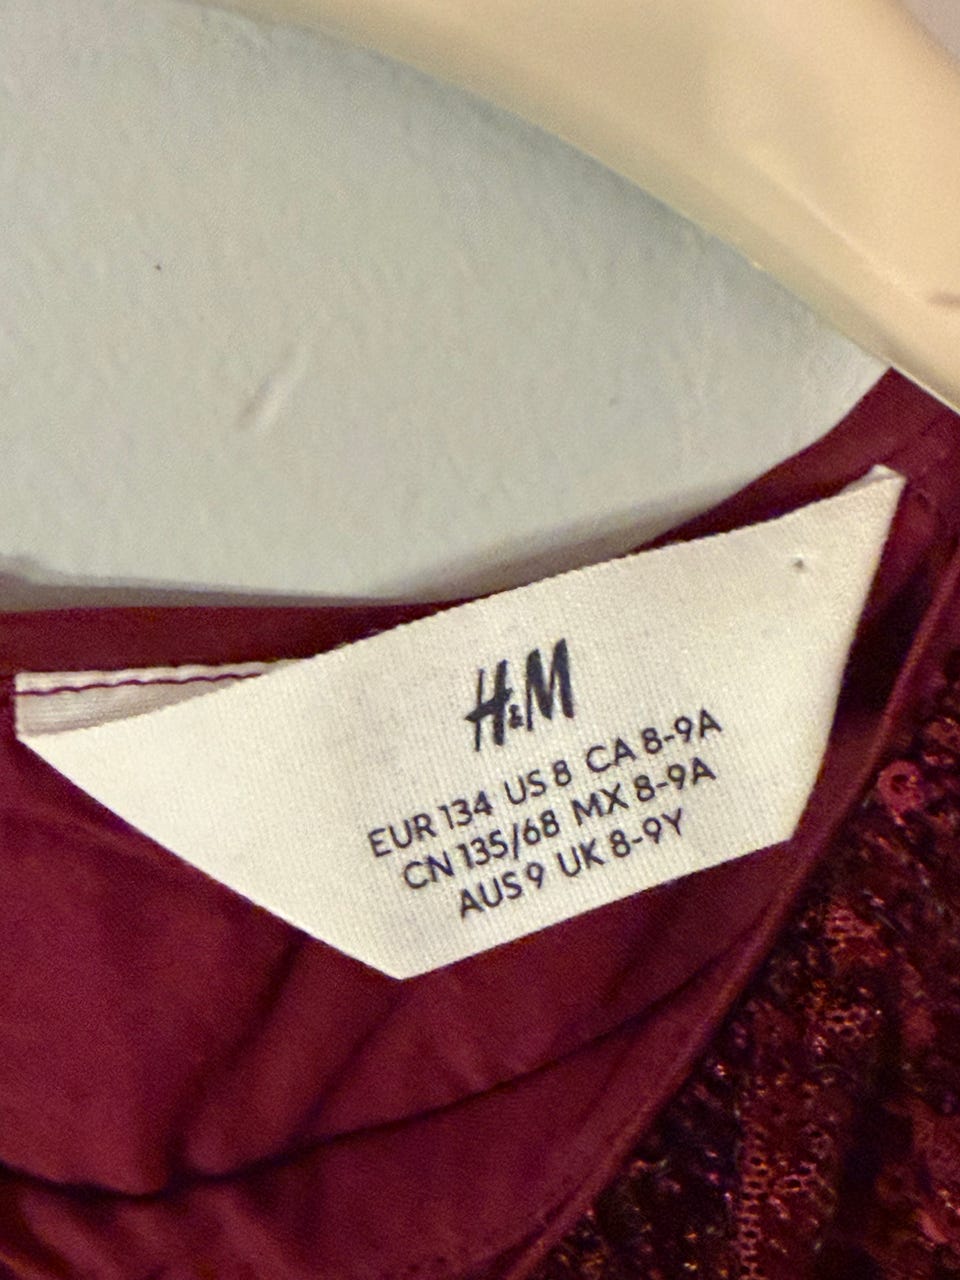 H&M
EUR 134 US 8 CA 8-9A
CN 135/68 MX 8-9A
AUS 9 UK 8-9Y